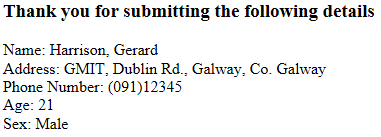 Thank you for submitting the following details
Name: Harrison, Gerard
Address: GMIT, Dublin Rd., Galway, Co. Galway
Phone Number: (091)12345
Age: 21
Sex: Male